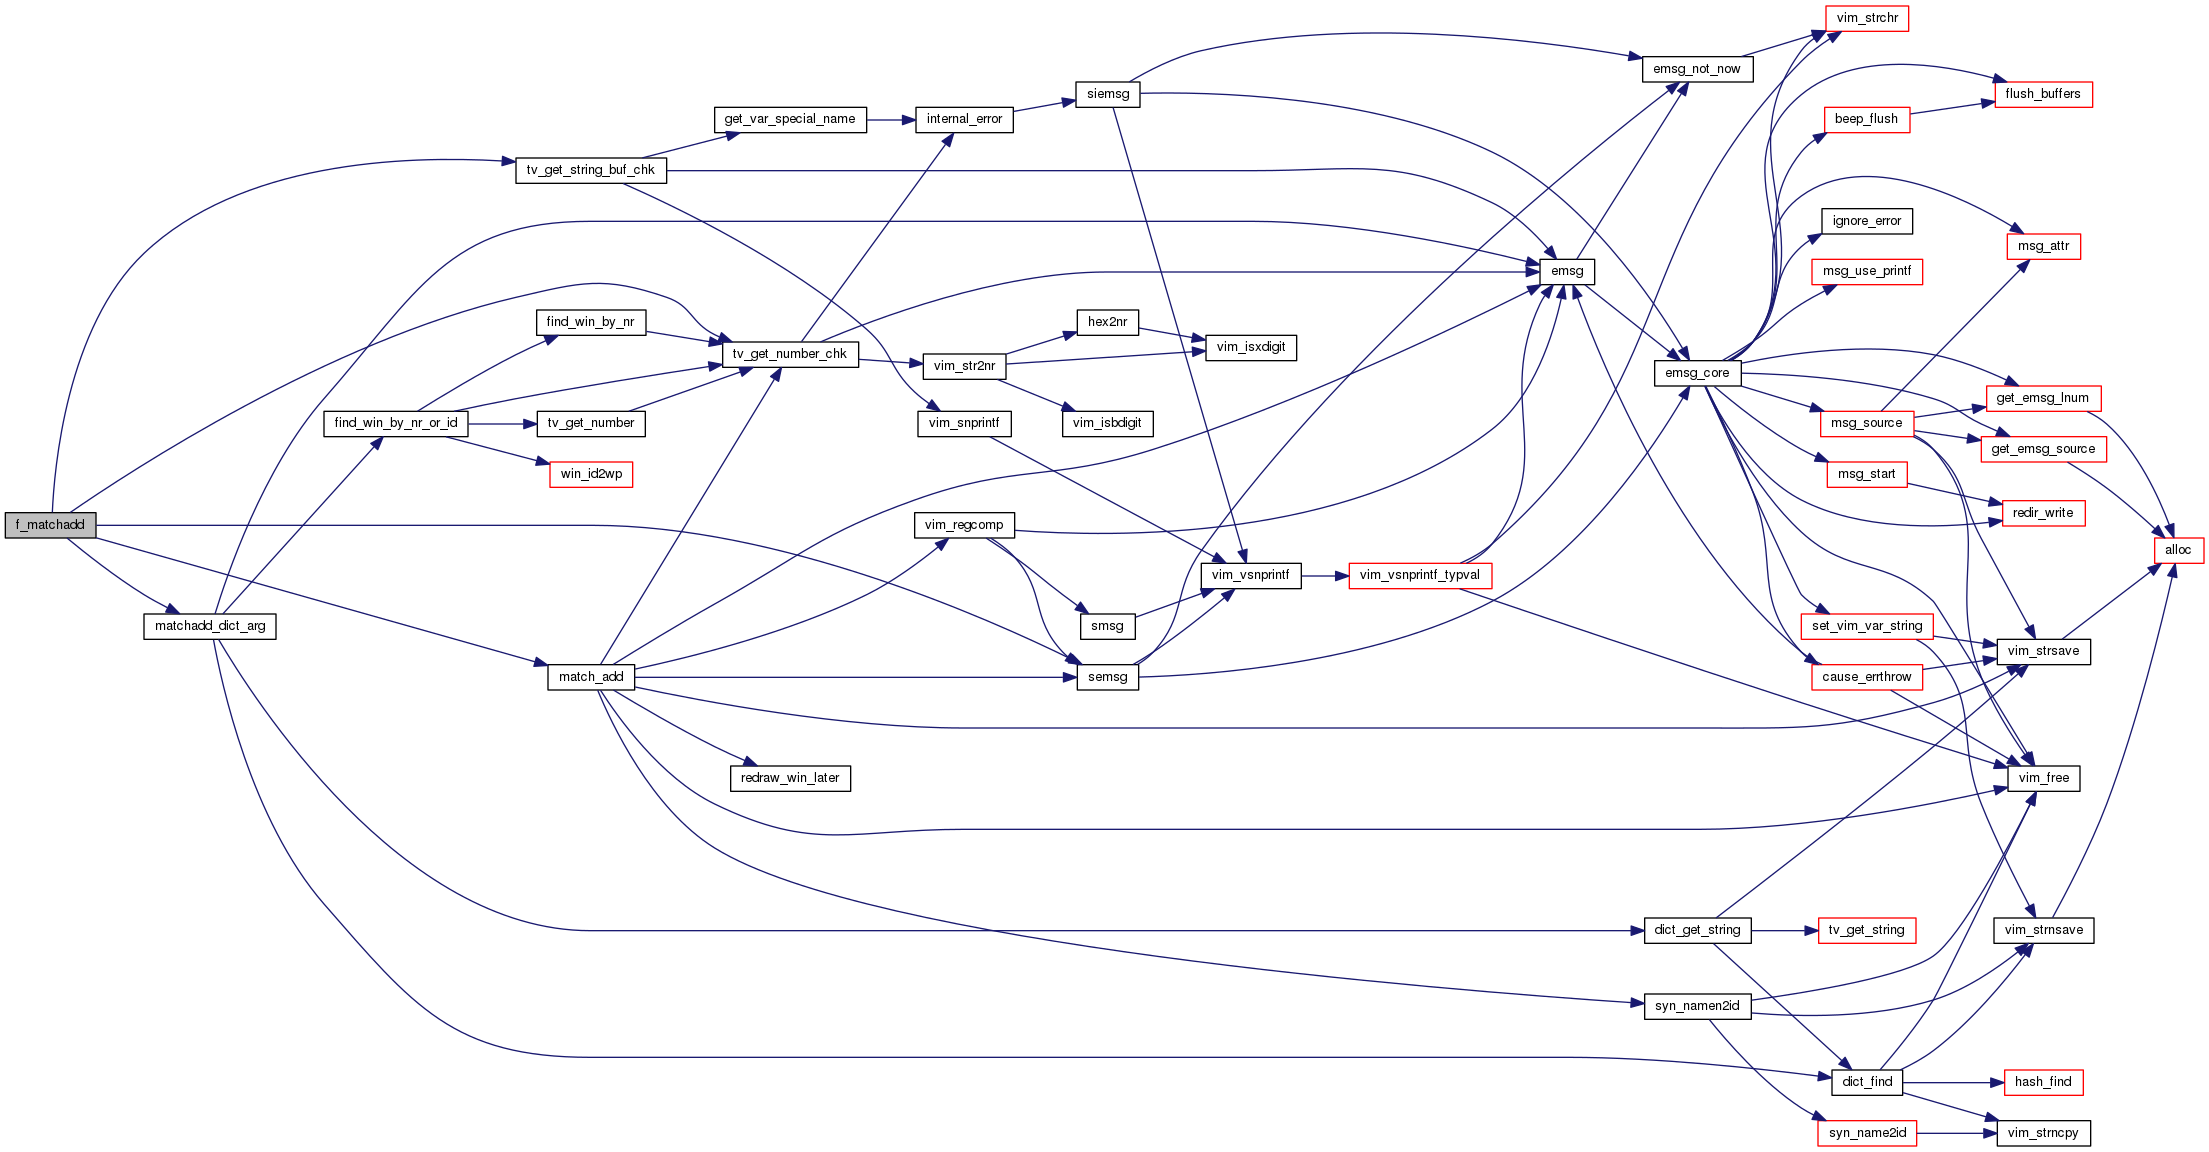 vim_strchr
emsg_not_now
siemsg
flush_buffers
get_var_special_name
internal_error
beep_flush
tv_get_string_buf_chk
ignore_error
msg_attr
emsg
msg_use_printf
find_win_by_nr
hex2nr
vim_isxdigit
tv_get_number_chk
vim_str2nr
emsg_core
get_emsg_lnum
find_win_by_nr_or_id
tv_get_number
vim_snprintf
vim_isbdigit
msg_source
get_emsg_source
win_id2wp
msg_start
f_matchadd
vim_regcomp
redir_write
alloc
vim_vsnprintf
vim_vsnprintf_typval
matchadd_dict_arg
smsg
set_vim_var_string
vim_strsave
match_add
semsg
cause_errthrow
redraw_win_later
vim_free
dict_get_string
tv_get_string
vim_strnsave
syn_namen2id
dict_find
hash_find
syn_name2id
vim_strncpy